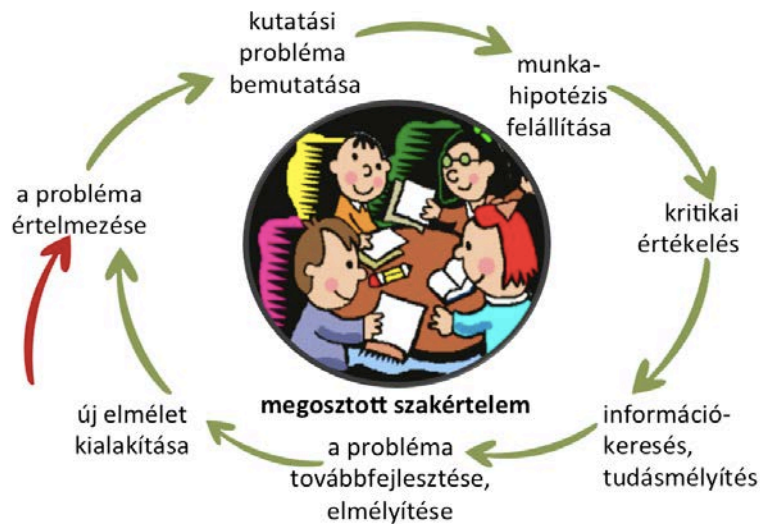 kutatási
probléma
bemutatása
munka-
hipotézis
felállítása
kritikai
értékelés
információ-
keresés,
tudásmélyítés
a probléma
továbbfejlesztése,
elmélyítése
új elmélet
kialakítása
a probléma
értelmezése
megosztott szakértelem